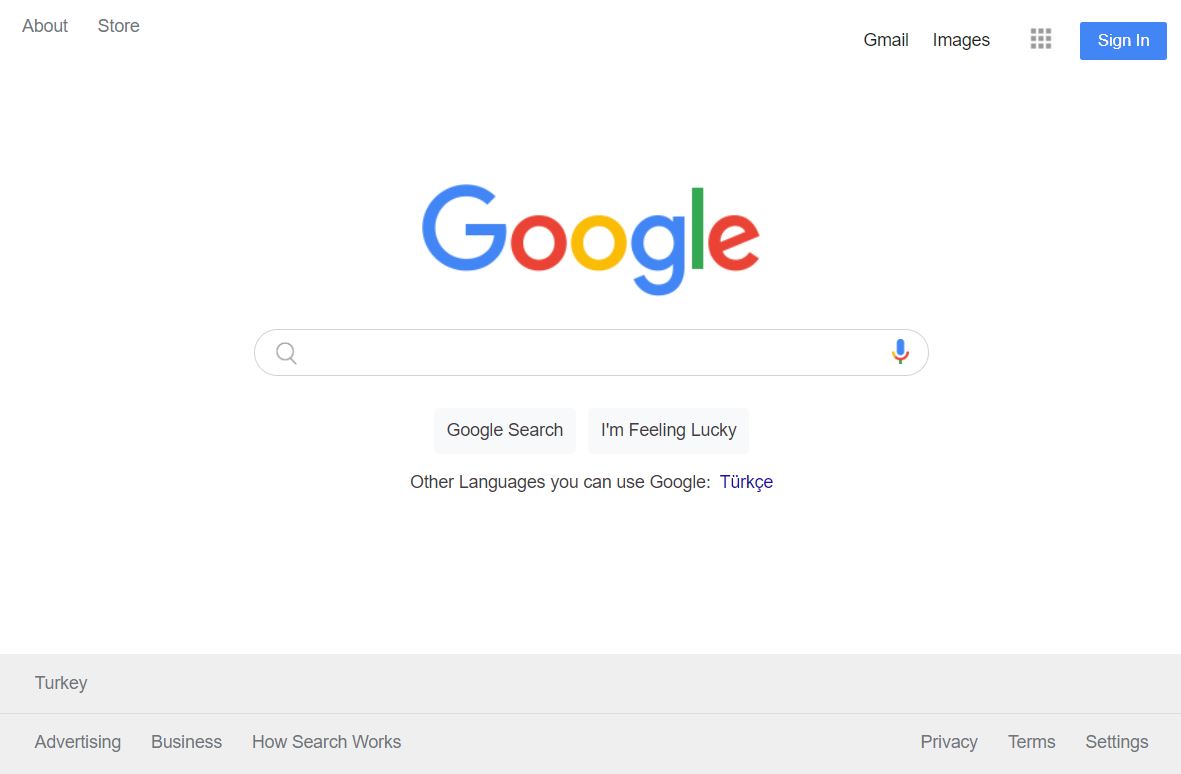 About Store
Gmail Images Sign In
Google
Google Search I'm Feeling Lucky
Other Languages you can use Google: Türkçe
Turkey
Advertising Business How Search Works Privacy Terms Settings